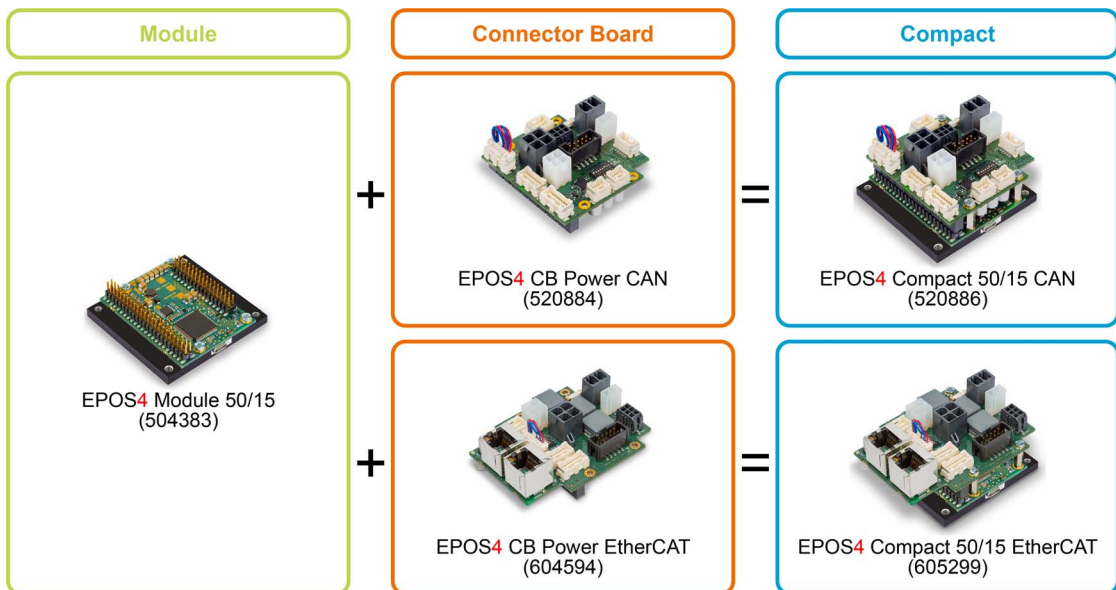 Module
Connector Board
Compact
EPOS4 Module 50/15
(504383)
+
EPOS4 CB Power CAN
(520884)
=
EPOS4 Compact 50/15 CAN
(520886)
+
EPOS4 CB Power EtherCAT
(604594)
=
EPOS4 Compact 50/15 EtherCAT
(605299)